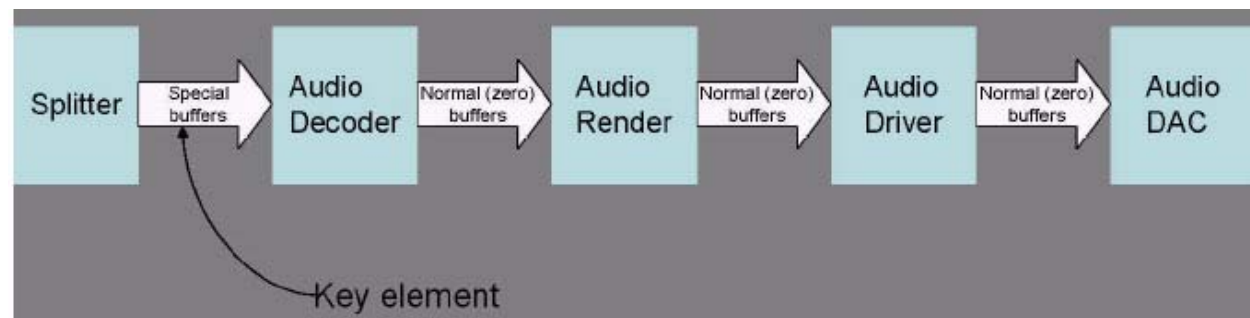 Splitter
Special
buffers
Audio
Decoder
Normal (zero)
buffers
Audio
Render
Normal (zero)
buffers
Audio
Driver
Normal (zero)
buffers
Audio
DAC
Key element